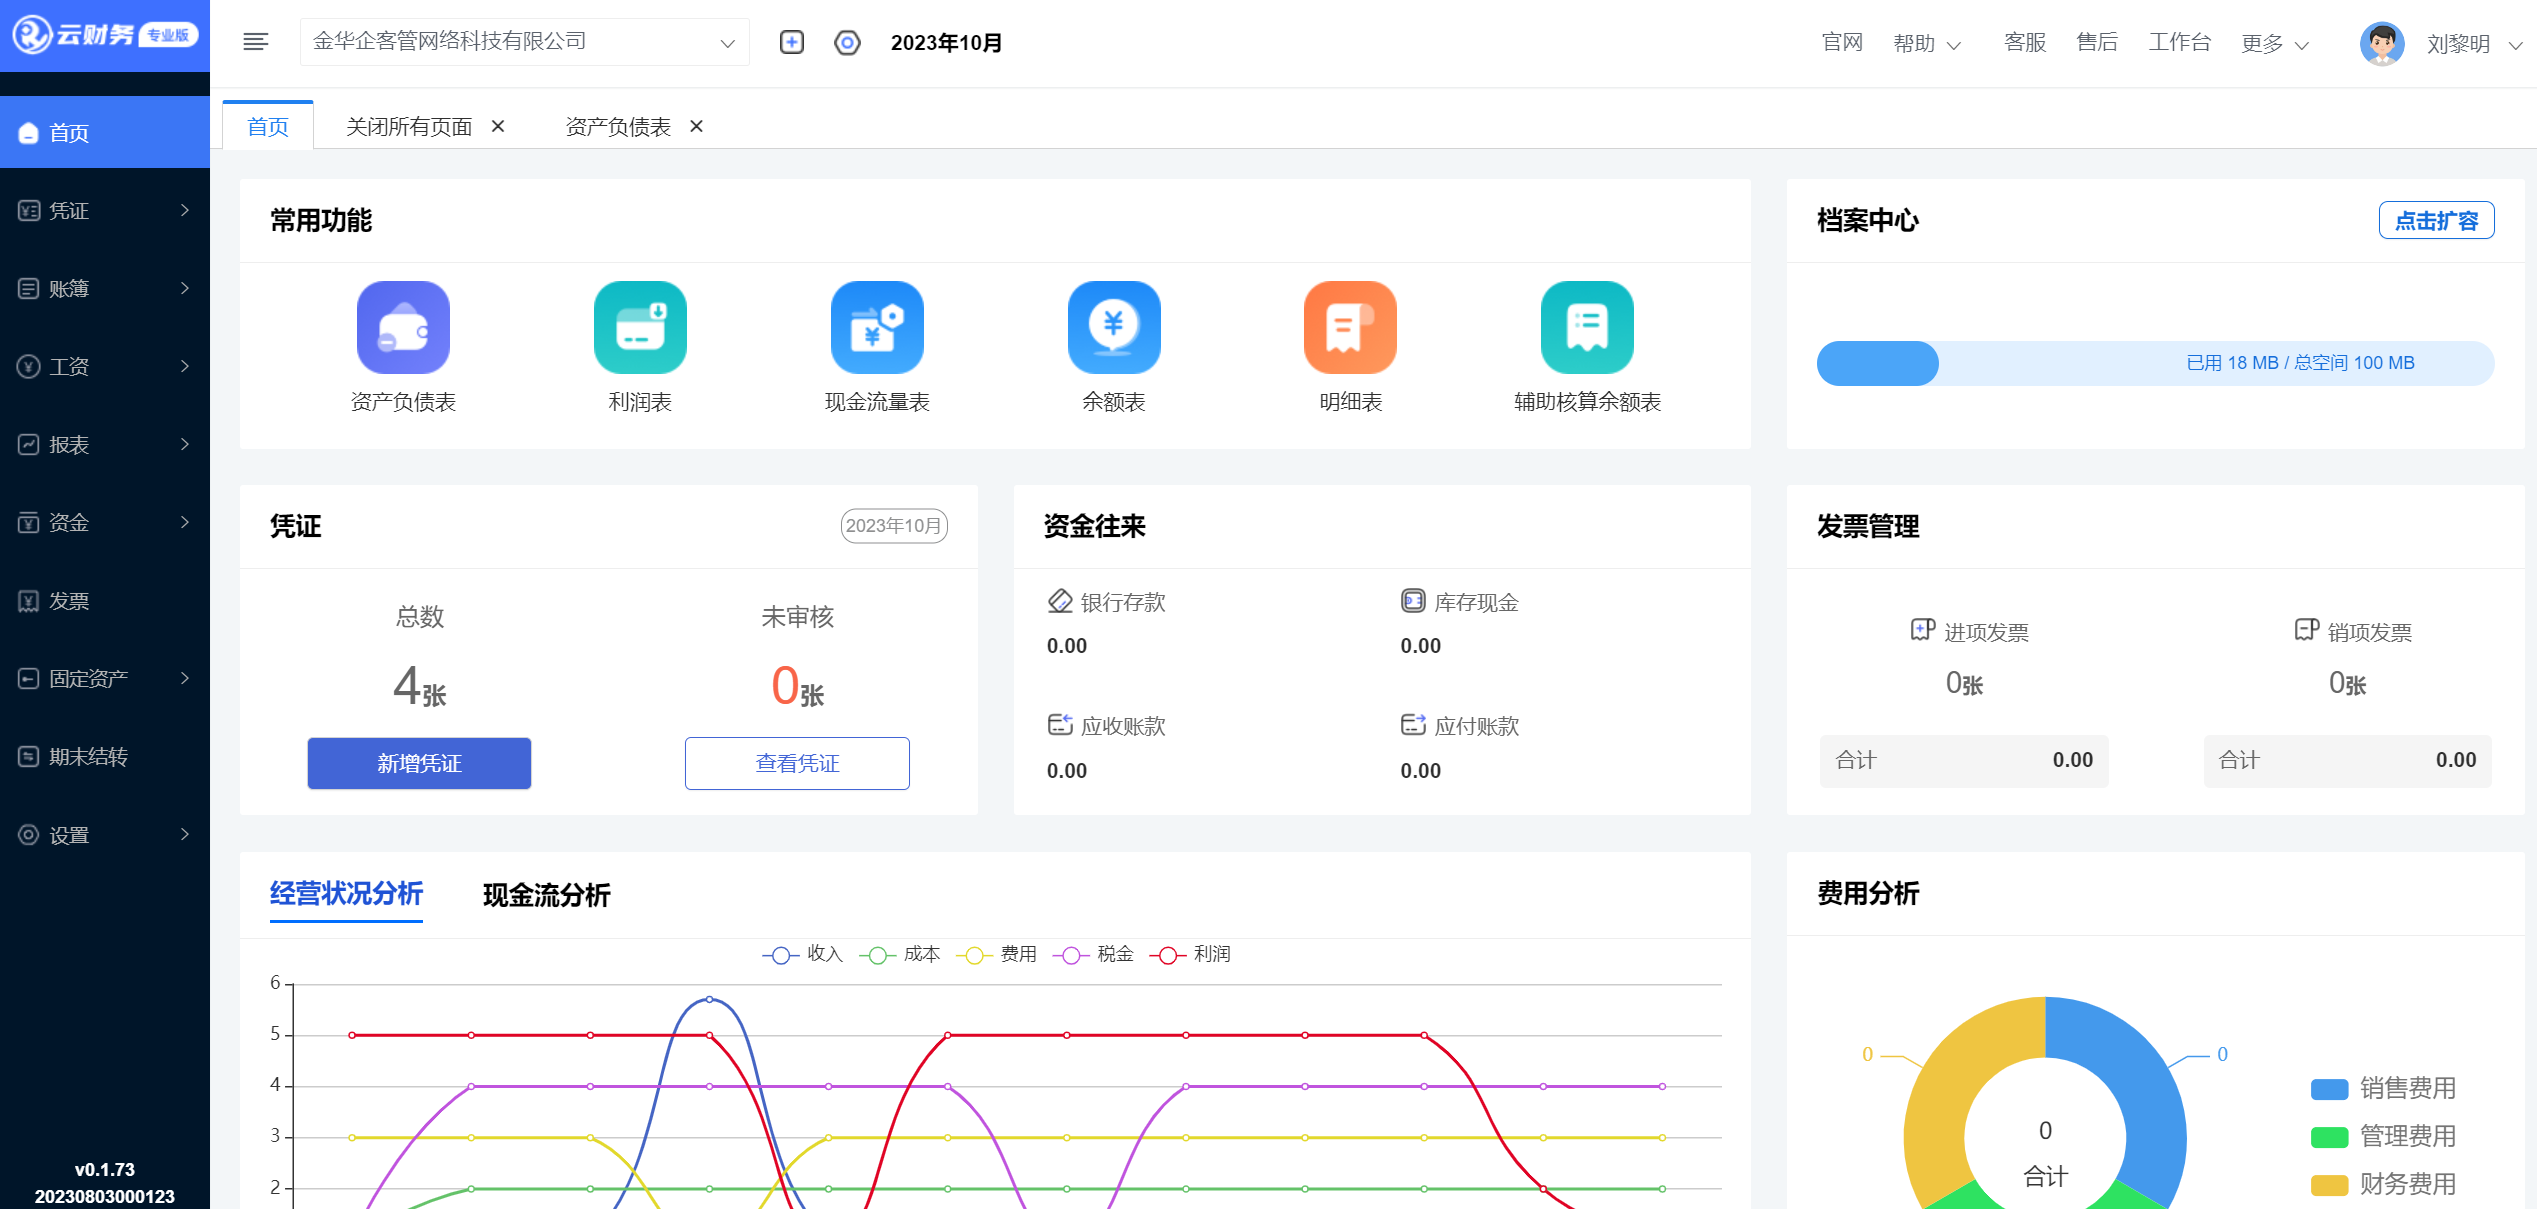 云财务 专业版
金华企客管网络科技有限公司
2023年10月
官网 帮助 客服 售后 工作台 更多 刘黎明
首页 关闭所有页面 × 资产负债表 ×
首页
凭证
账簿
工资
报表
资金
发票
固定资产
期末结转
设置
v0.1.73
20230803000123
常用功能
资产负债表 利润表 现金流量表 余额表 明细表 辅助核算余额表
档案中心 点击扩容
已用 18 MB / 总空间 100 MB
凭证 2023年10月
总数 未审核
4张 0张
新增凭证 查看凭证
资金往来
银行存款 库存现金
0.00 0.00
应收账款 应付账款
0.00 0.00
发票管理
进项发票 销项发票
0张 0张
合计 0.00 合计 0.00
经营状况分析 现金流分析
收入 成本 费用 税金 利润
6
5
4
3
2
费用分析
0 0
0
合计
销售费用
管理费用
财务费用